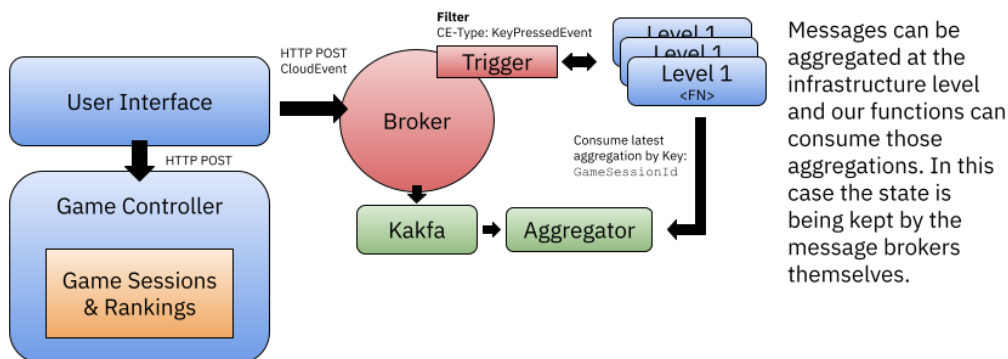 Filter
CE-Type: KeyPressedEvent
HTTP POST
CloudEvent
Trigger
Level 1
Level 1
Level 1
<FN>
User Interface
Broker
HTTP POST
Game Controller
Game Sessions
& Rankings
Consume latest
aggregation by Key:
GameSessionId
Kakfa
Aggregator
Messages can be
aggregated at the
infrastructure level
and our functions can
consume those
aggregations. In this
case the state is
being kept by the
message brokers
themselves.